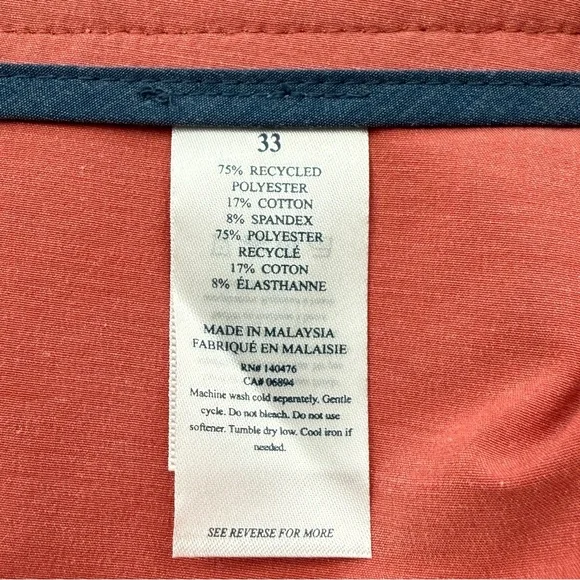 33
75% RECYCLED
POLYESTER
17% COTTON
8% SPANDEX
75% POLYESTER
RECYCLÉ
17% COTON
8% ÉLASTHANNE
MADE IN MALAYSIA
FABRIQUÉ EN MALAISIE
RN# 140476
CA# 06894
Machine wash cold separately. Gentle
cycle. Do not bleach. Do not use
softener. Tumble dry low. Cool iron if
needed.
SEE REVERSE FOR MORE